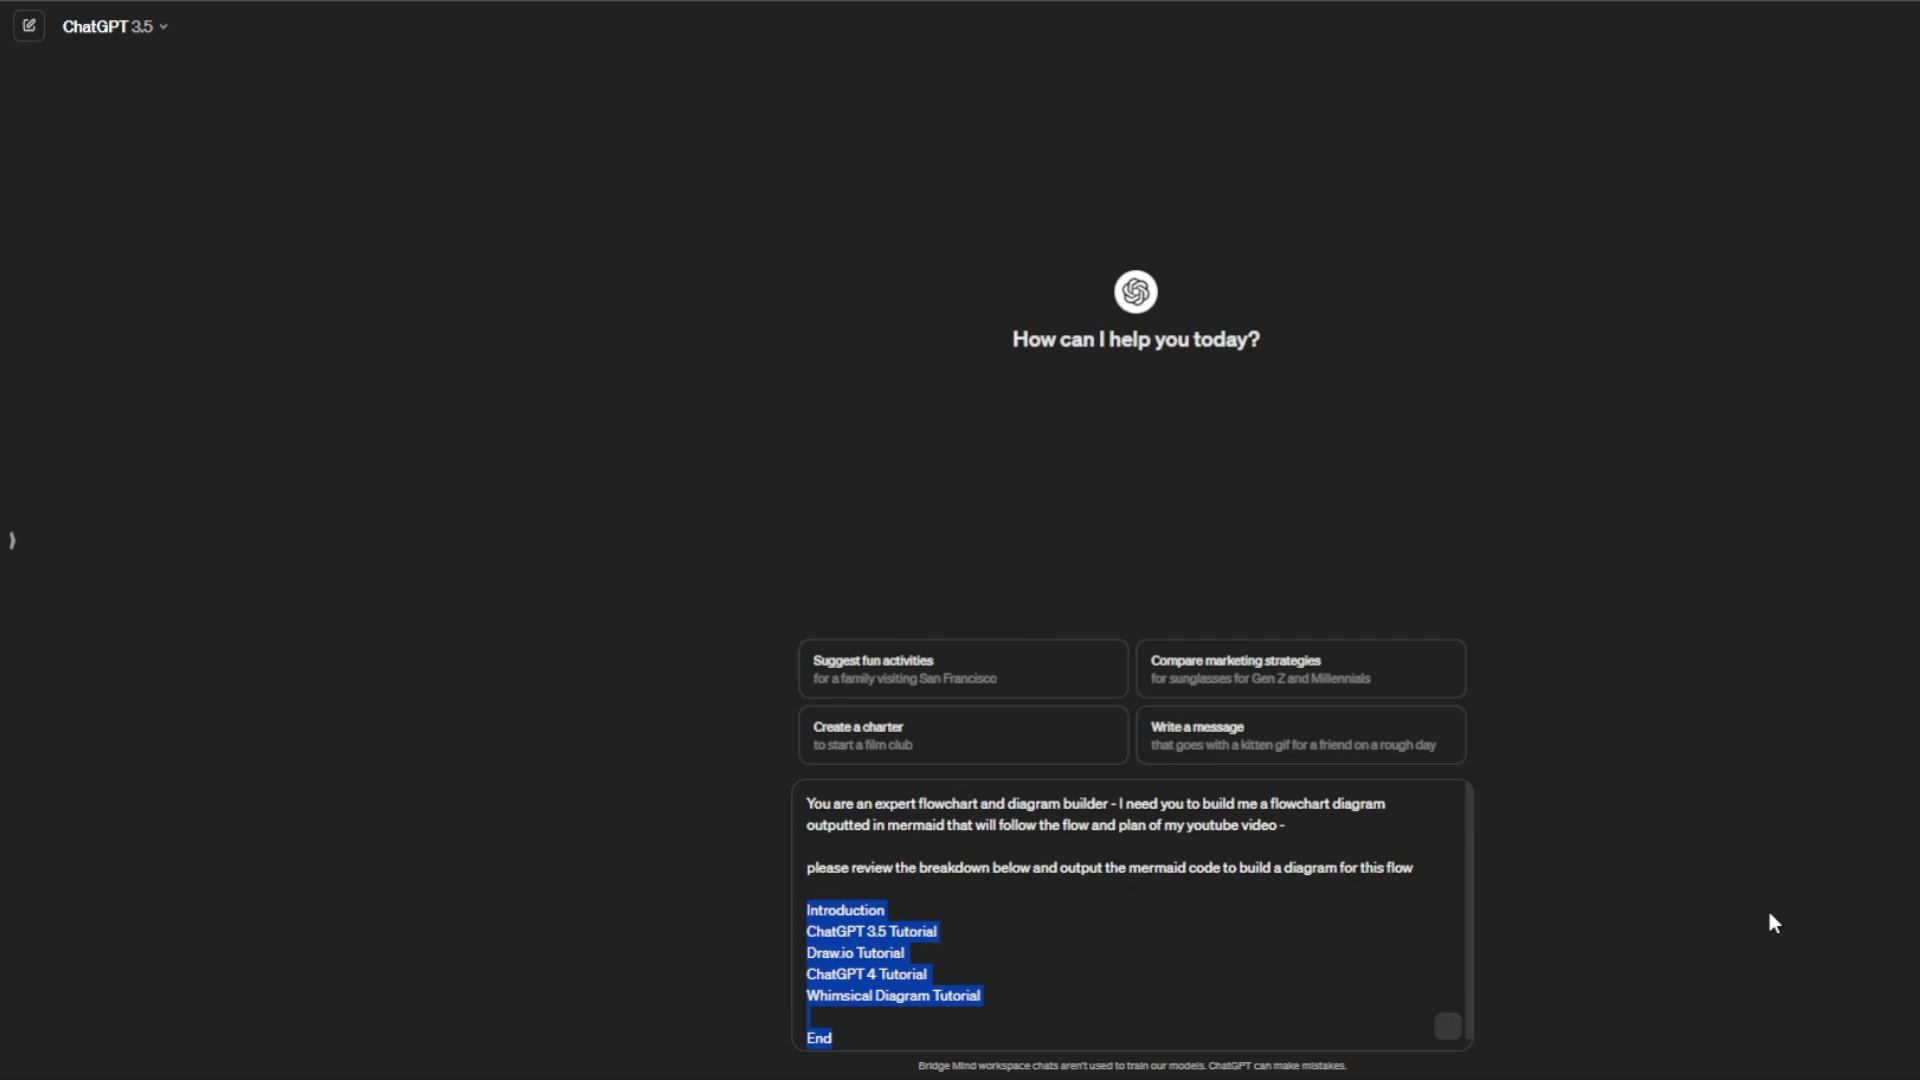 ChatGPT 3.5
How can I help you today?
Suggest fun activities
for a family visiting San Francisco
Compare marketing strategies
for sunglasses for Gen Z and Millennials
Create a charter
to start a film club
Write a message
that goes with a kitten gif for a friend on a rough day
You are an expert flowchart and diagram builder - I need you to build me a flowchart diagram
outputted in mermaid that will follow the flow and plan of my youtube video -
please review the breakdown below and output the mermaid code to build a diagram for this flow
Introduction
ChatGPT 3.5 Tutorial
Draw.io Tutorial
ChatGPT 4 Tutorial
Whimsical Diagram Tutorial
End
Bridge Mind workspace chats aren't used to train our models. ChatGPT can make mistakes.